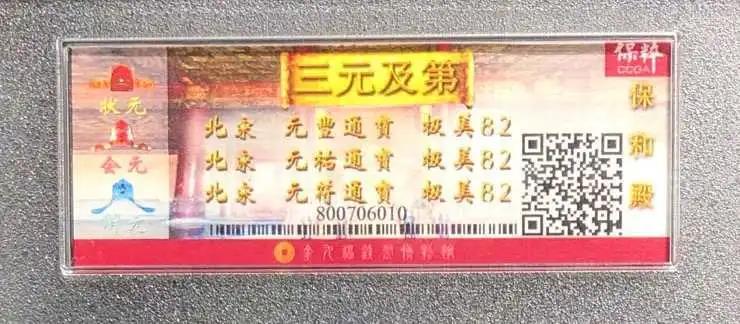 三元及第
保粹
CCGA
状元
会元
解元
北宋 元豐通寳 极美82
北宋 元祐通寳 极美82
北宋 元符通寳 极美82
800706010
保和殿